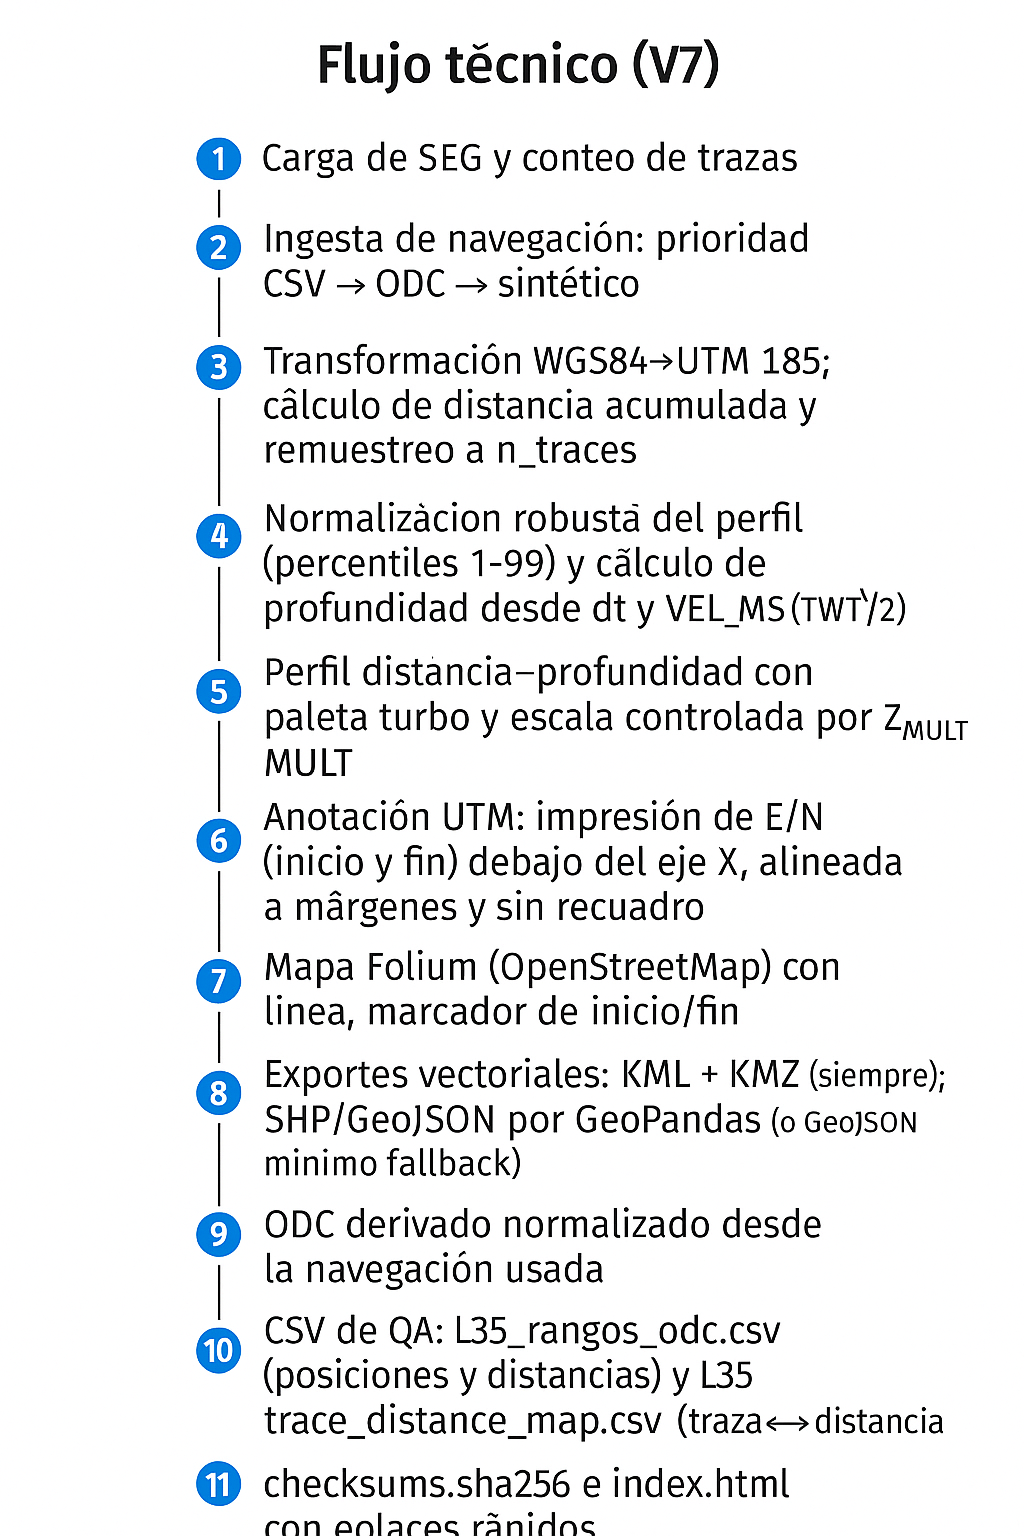 Flujo tĕcnico (V7)
1 Carga de SEG y conteo de trazas
2 Ingesta de navegación: prioridad
CSV → ODC → sintético
3 Transformación WGS84→UTM 185;
câlculo de distancia acumulada y
remuestreo a n_traces
4 Normalizàcion robustā del perfil
(percentiles 1-99) y cãlculo de
profundidad desde dt y VEL_MS (TWT‵/2)
5 Perfil distancia–profundidad con
paleta turbo y escala controlada por Z_MULT
MULT
6 Anotación UTM: impresión de E/N
(inicio y fin) debajo del eje X, alineada
a mârgenes y sin recuadro
7 Mapa Folium (OpenStreetMap) con
linea, marcador de inicio/fin
8 Exportes vectoriales: KML + KMZ (siempre);
SHP/GeoJSON por GeoPandas (o GeoJSON
minimo fallback)
9 ODC derivado normalizado desde
la navegación usada
10 CSV de QA: L35_rangos_odc.csv
(posiciones y distancias) y L35
trace_distance_map.csv (traza↔distancia
11 checksums.sha256 e index.html
con eolaces rãnidos